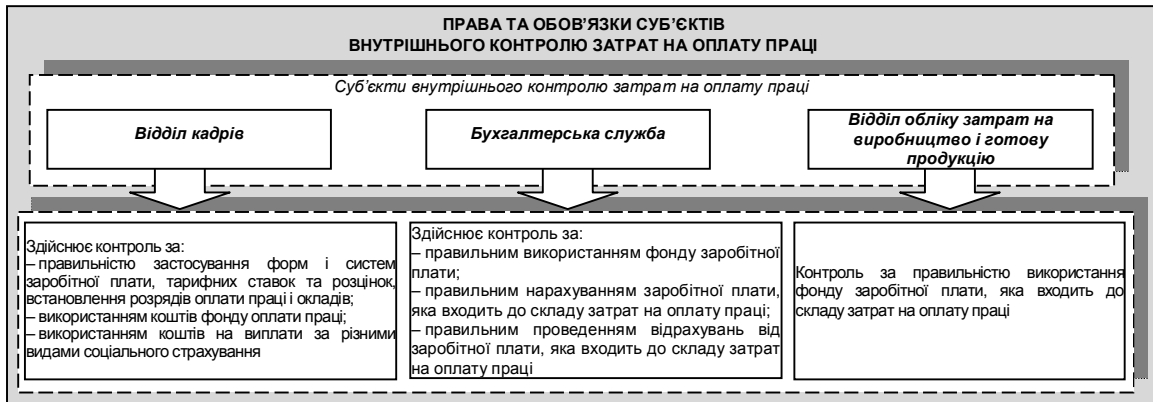 ПРАВА ТА ОБОВ’ЯЗКИ СУБ’ЄКТІВ
ВНУТРІШНЬОГО КОНТРОЛЮ ЗАТРАТ НА ОПЛАТУ ПРАЦІ
Суб’єкти внутрішнього контролю затрат на оплату праці
Відділ кадрів
Бухгалтерська служба
Відділ обліку затрат на
виробництво і готову
продукцію
Здійснює контроль за:
– правильністю застосування форм і систем
заробітної плати, тарифних ставок та розцінок,
встановлення розрядів оплати праці і окладів;
– використанням коштів фонду оплати праці;
– використанням коштів на виплати за різними
видами соціального страхування
Здійснює контроль за:
– правильним використанням фонду заробітної
плати;
– правильним нарахуванням заробітної плати,
яка входить до складу затрат на оплату праці;
– правильним проведенням відрахувань від
заробітної плати, яка входить до складу затрат
на оплату праці
Контроль за правильністю використання
фонду заробітної плати, яка входить до
складу затрат на оплату праці